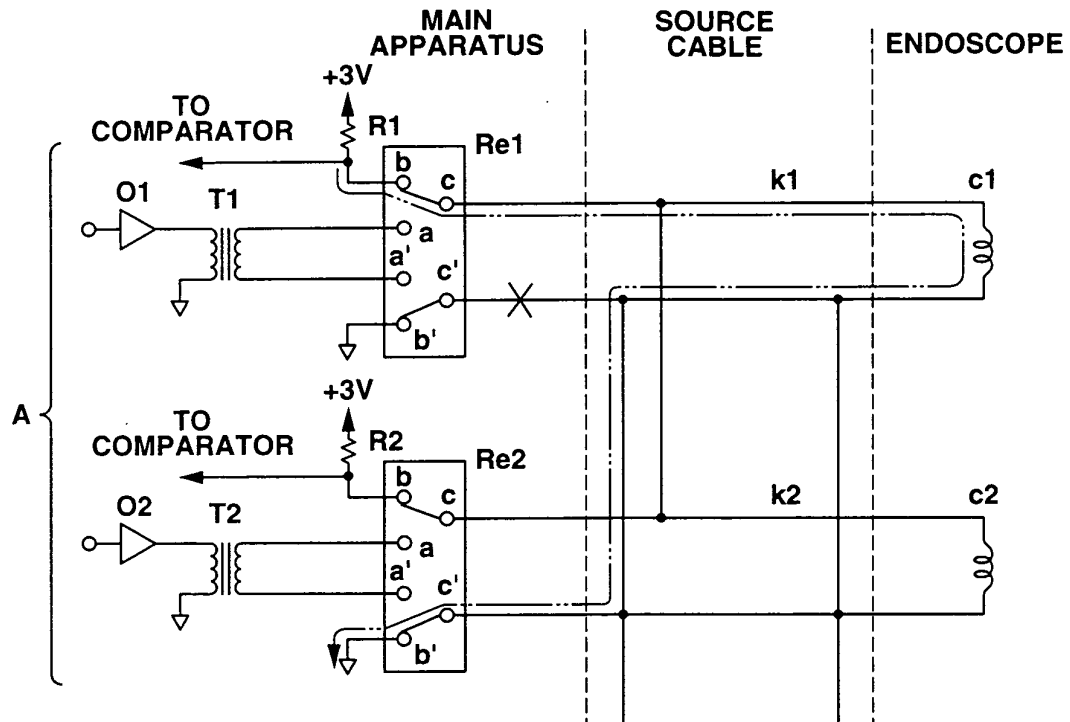 MAIN
APPARATUS
SOURCE
CABLE
ENDOSCOPE
+3V
TO
COMPARATOR
R1
Re1
b
c
k1
c1
O1
T1
a
a'
c'
b'
A
+3V
TO
COMPARATOR
R2
Re2
b
c
k2
c2
O2
T2
a
a'
c'
b'